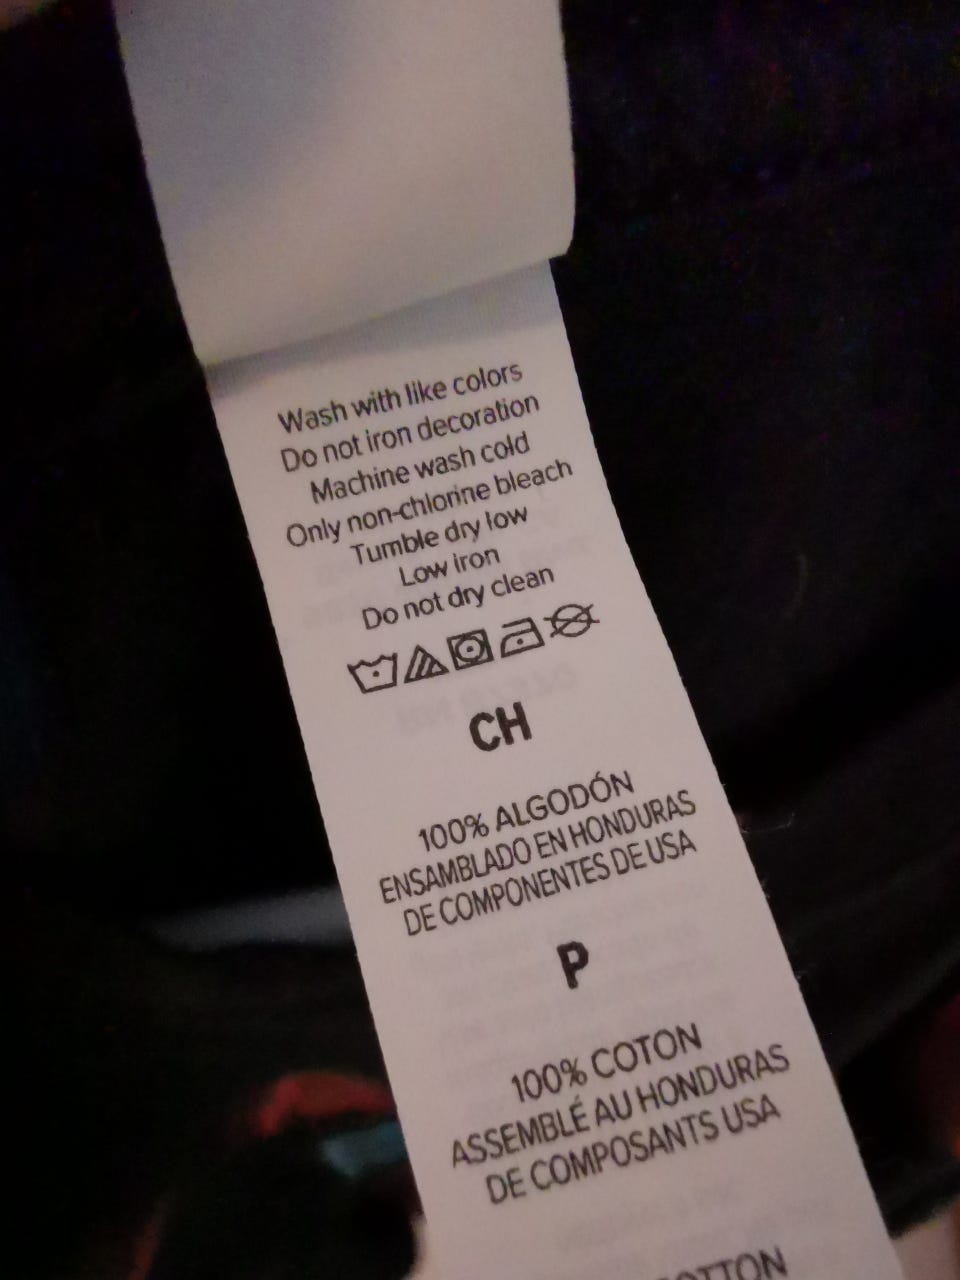 Wash with like colors
Do not iron decoration
Machine wash cold
Only non-chlorine bleach
Tumble dry low
Low iron
Do not dry clean
CH
100% ALGODÓN
ENSAMBLADO EN HONDURAS
DE COMPONENTES DE USA
P
100% COTON
ASSEMBLÉ AU HONDURAS
DE COMPOSANTS USA
COTTON